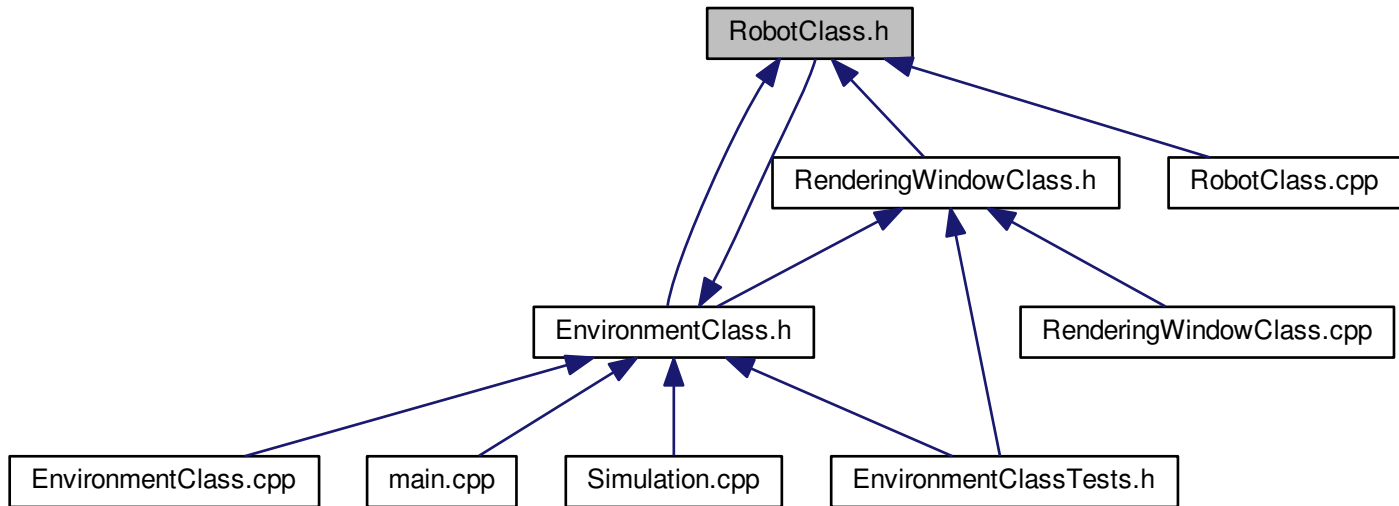 RobotClass.h
RenderingWindowClass.h
RobotClass.cpp
EnvironmentClass.h
RenderingWindowClass.cpp
EnvironmentClass.cpp
main.cpp
Simulation.cpp
EnvironmentClassTests.h